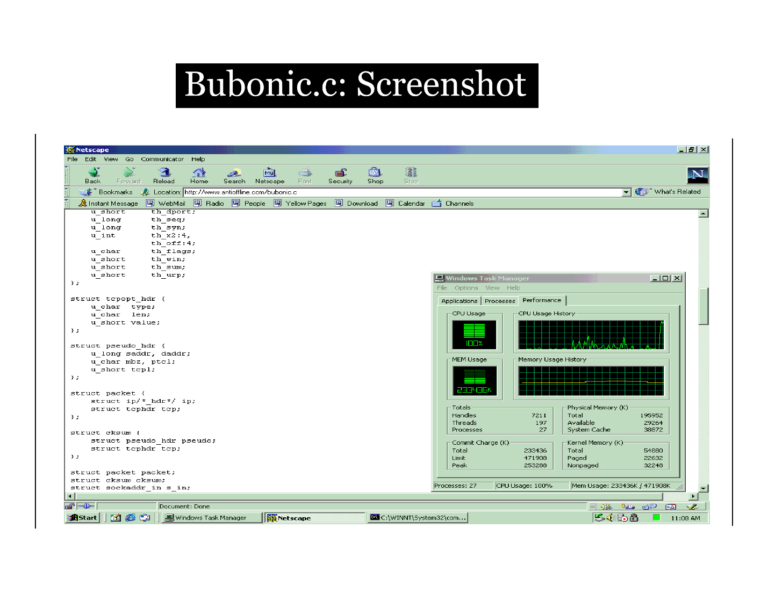 Bubonic.c: Screenshot
Netscape
File Edit View Go Communicator Help
Back Forward Reload Home Search Netscape Print Security Shop Stop
Bookmarks Location: http://www.antioffline.com/bubonic.c What's Related
Instant Message WebMail Radio People Yellow Pages Download Calendar Channels
u_short th_dport;
u_long th_seq;
u_long th_syn;
u_int th_x2:4,
th_off:4;
u_char th_flags;
u_short th_win;
u_short th_sum;
u_short th_urp;
};
struct tcpopt_hdr {
u_char type;
u_char len;
u_short value;
};
struct pseudo_hdr {
u_long saddr, daddr;
u_char mbz, ptcl;
u_short tcpl;
};
struct packet {
struct ip/*_hdr*/ ip;
struct tcphdr tcp;
};
struct cksum {
struct pseudo_hdr pseudo;
struct tcphdr tcp;
};
struct packet packet;
struct cksum cksum;
struct sockaddr_in s_in;
Windows Task Manager
File Options View Help
Applications Processes Performance
CPU Usage CPU Usage History
100%
MEM Usage Memory Usage History
233436K
Totals Physical Memory (K)
Handles 7211 Total 195952
Threads 197 Available 29264
Processes 27 System Cache 38872
Commit Charge (K) Kernel Memory (K)
Total 233436 Total 54880
Limit 471908 Paged 22632
Peak 253280 Nonpaged 32248
Processes: 27 CPU Usage: 100% Mem Usage: 233436K / 471908K
Document: Done
Start Windows Task Manager Netscape C:\WINNT\System32\com... 11:08 AM